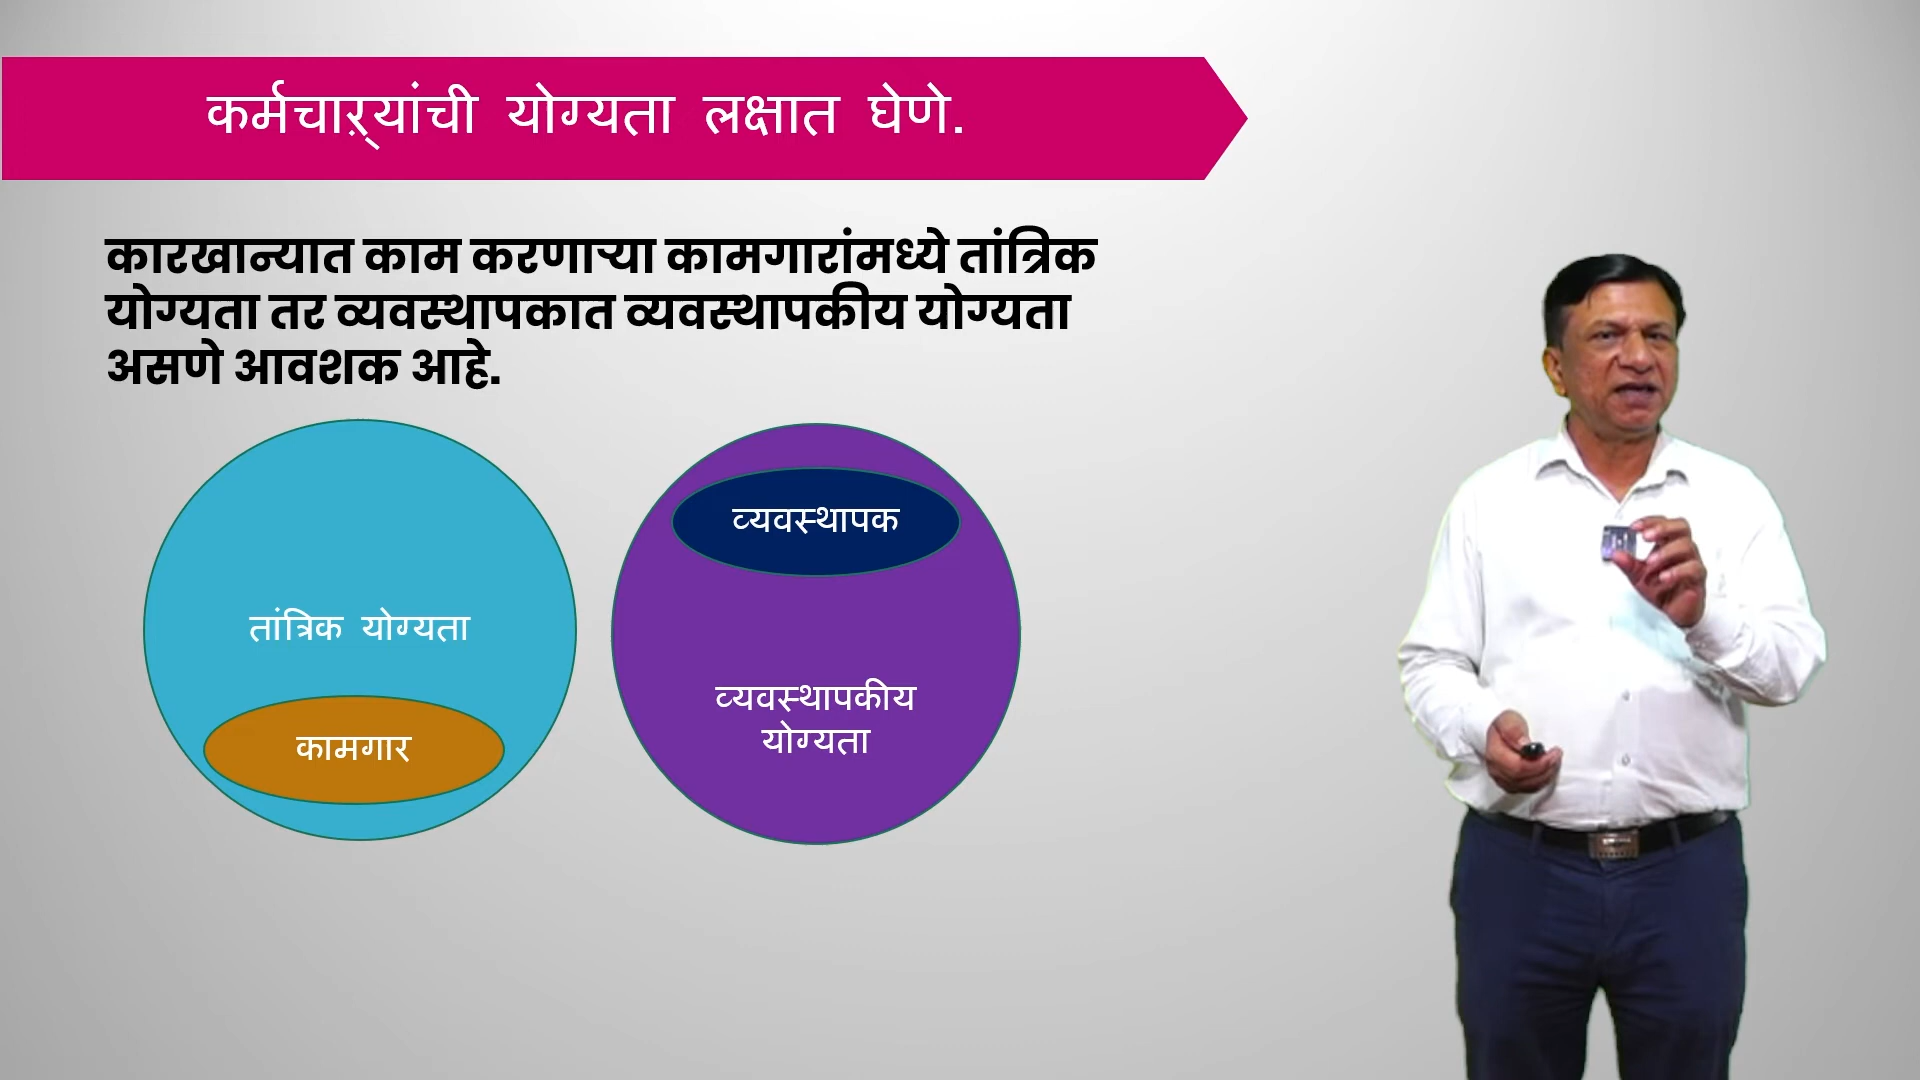 कर्मचाऱ्यांची योग्यता लक्षात घेणे.
कारखान्यात काम करणाऱ्या कामगारांमध्ये तांत्रिक
योग्यता तर व्यवस्थापकात व्यवस्थापकीय योग्यता
असणे आवशक आहे.
तांत्रिक योग्यता
कामगार
व्यवस्थापक
व्यवस्थापकीय
योग्यता